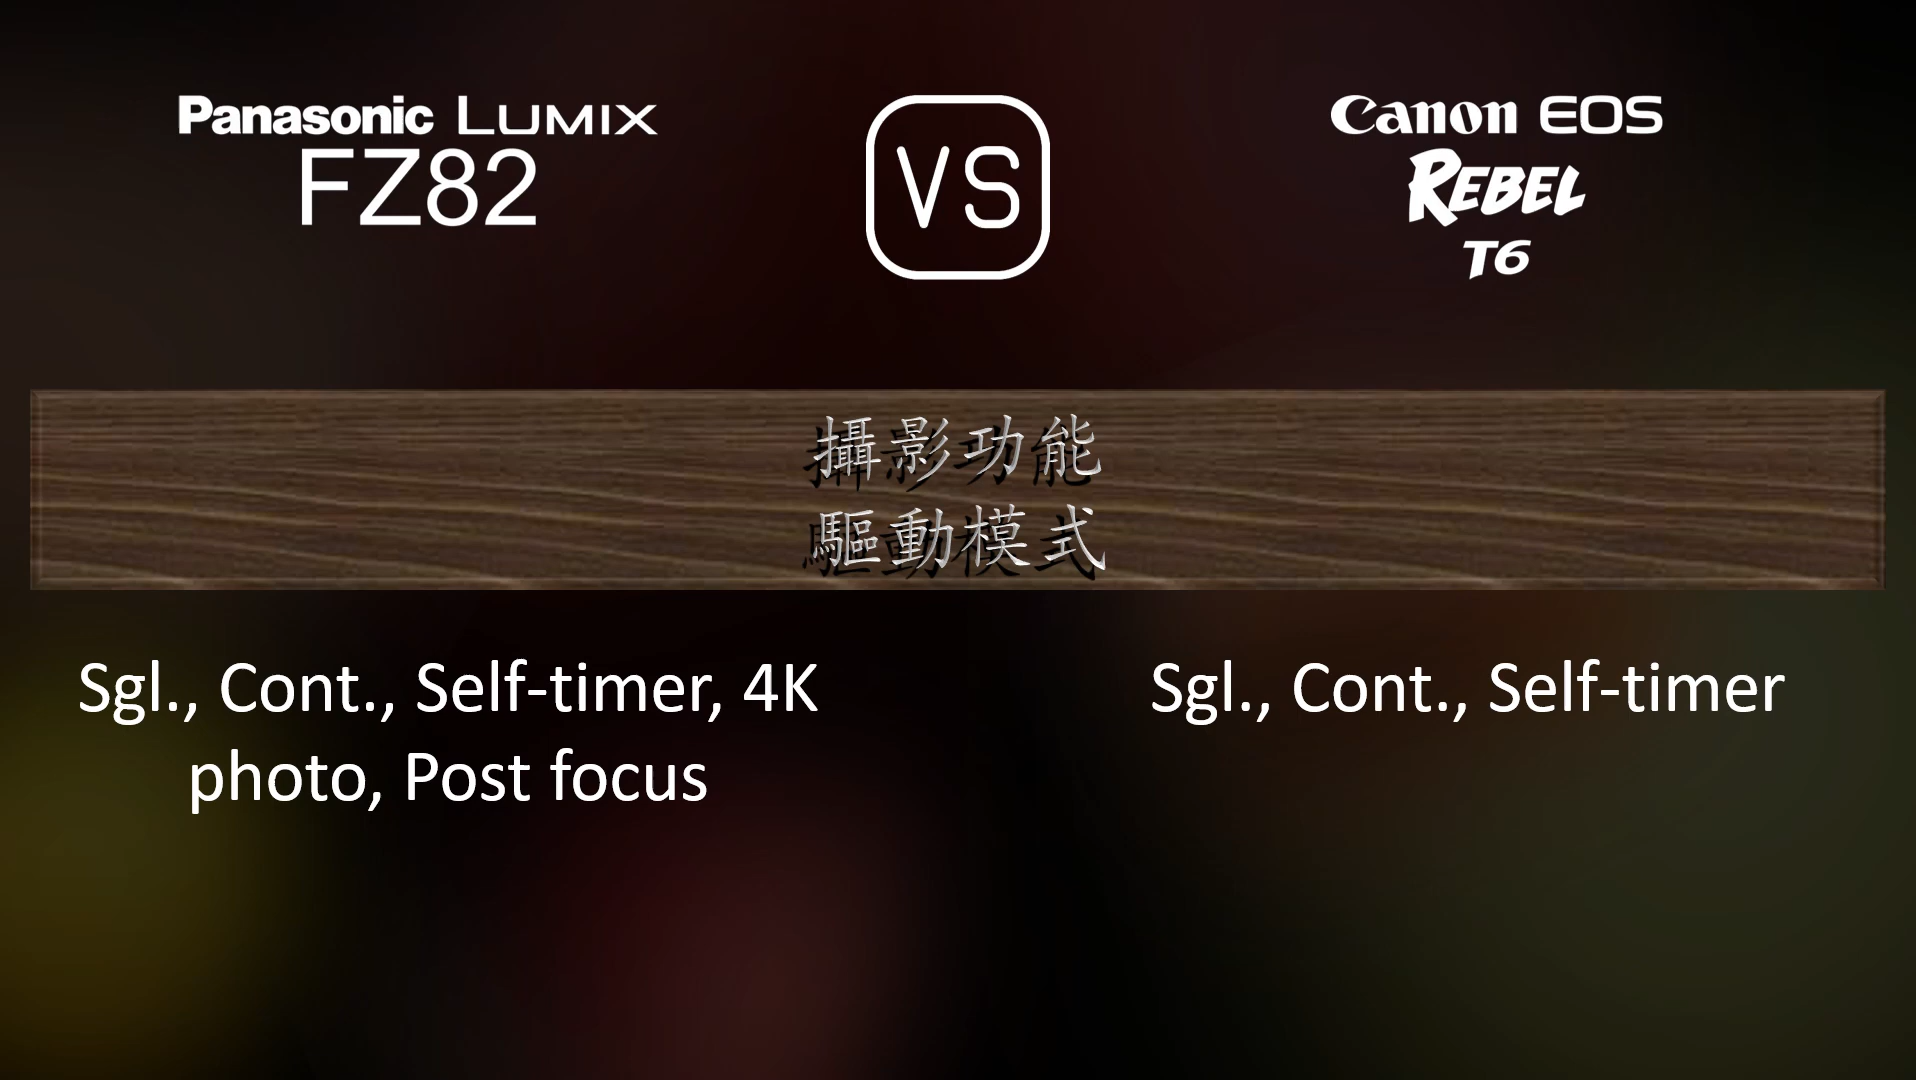 Panasonic LUMIX
FZ82
VS
Canon EOS
REBEL
T6
攝影功能
驅動模式
Sgl., Cont., Self-timer, 4K
photo, Post focus
Sgl., Cont., Self-timer